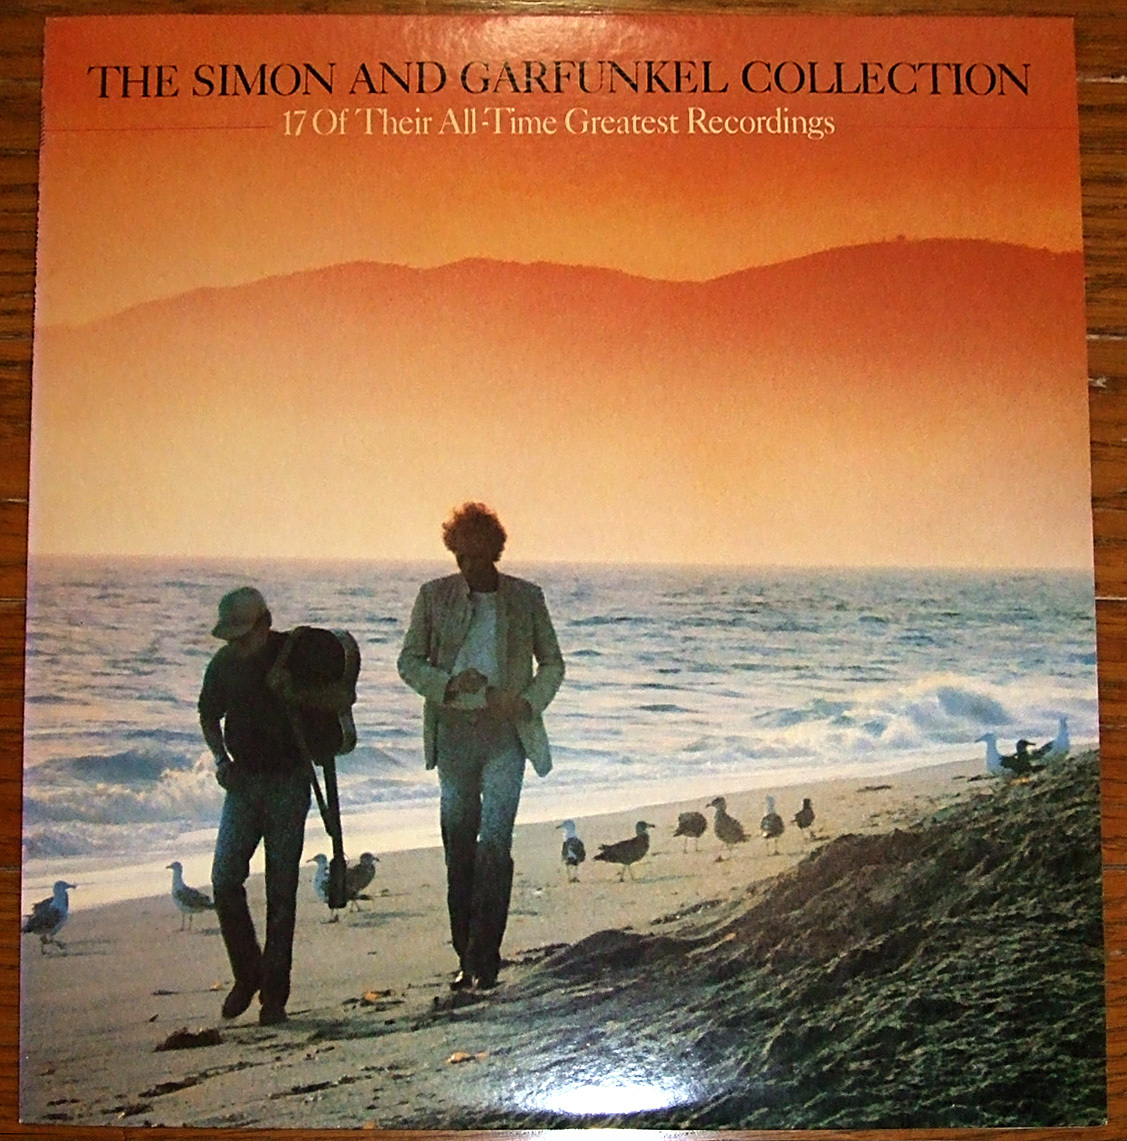 THE SIMON AND GARFUNKEL COLLECTION
17 Of Their All-Time Greatest Recordings